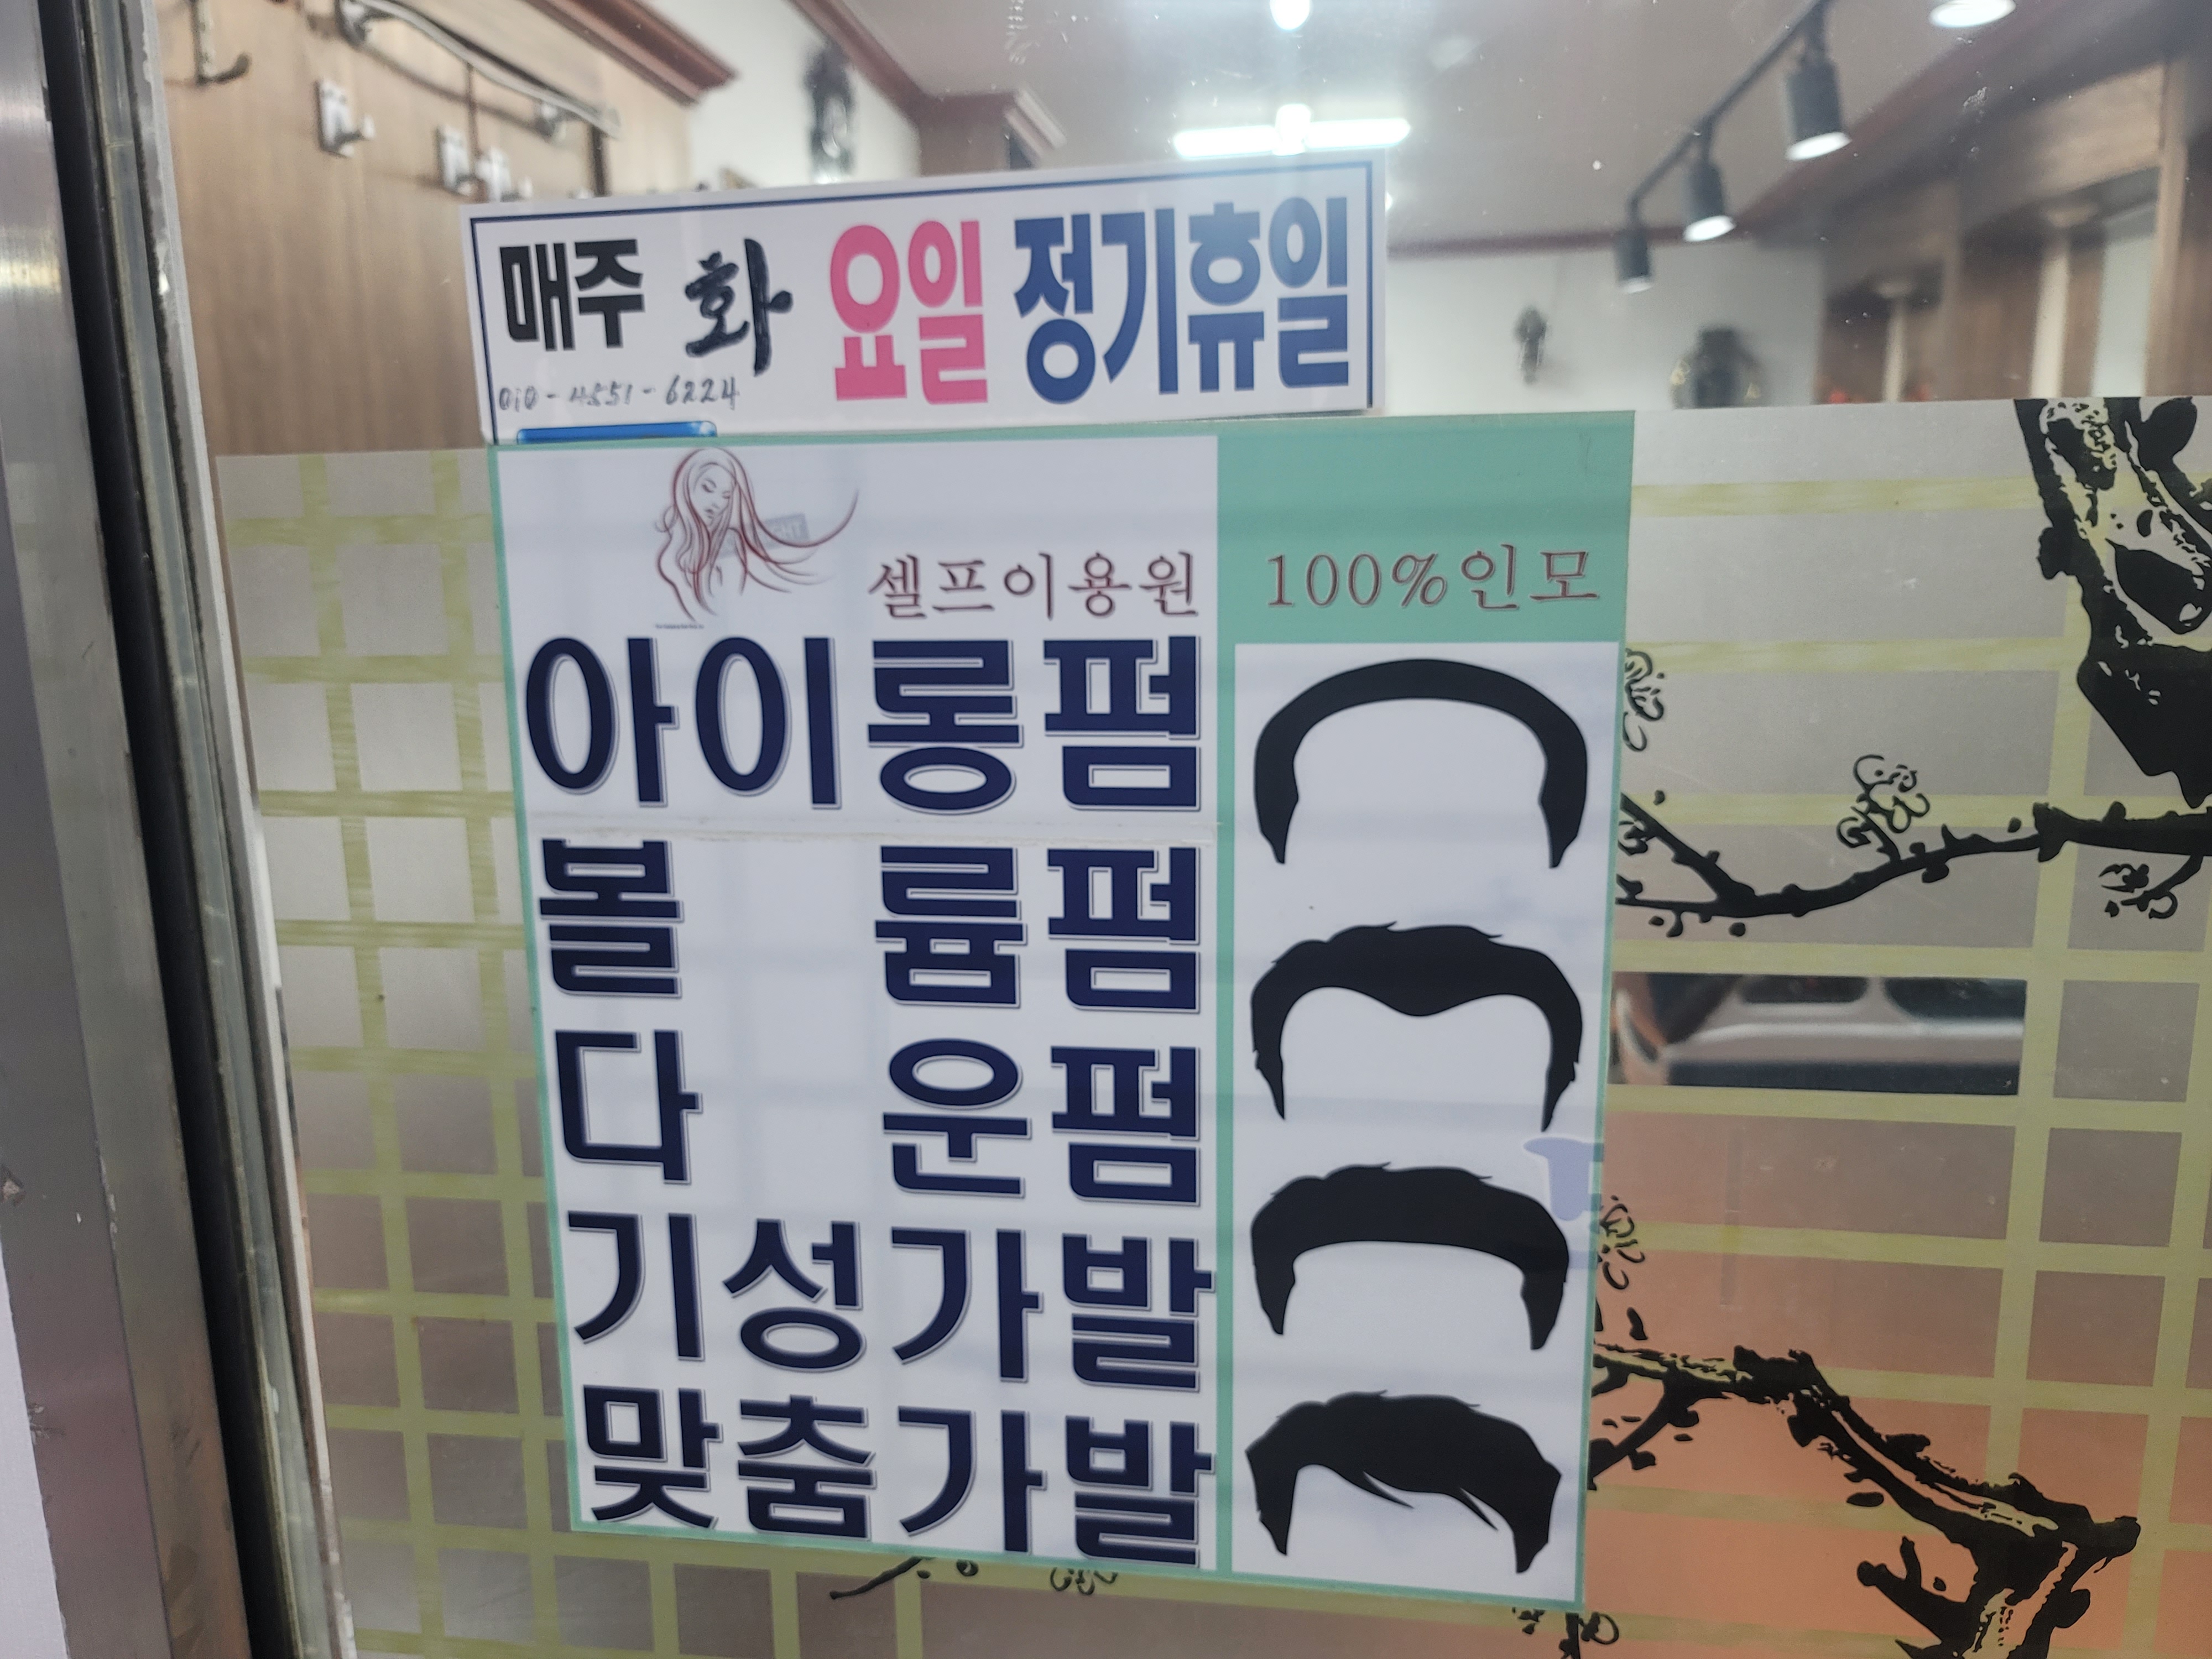 매주 화 요일 정기휴일
010-4551-6224
셀프이용원
100%인모
아이롱펌
볼륨펌
다운펌
기성가발
맞춤가발